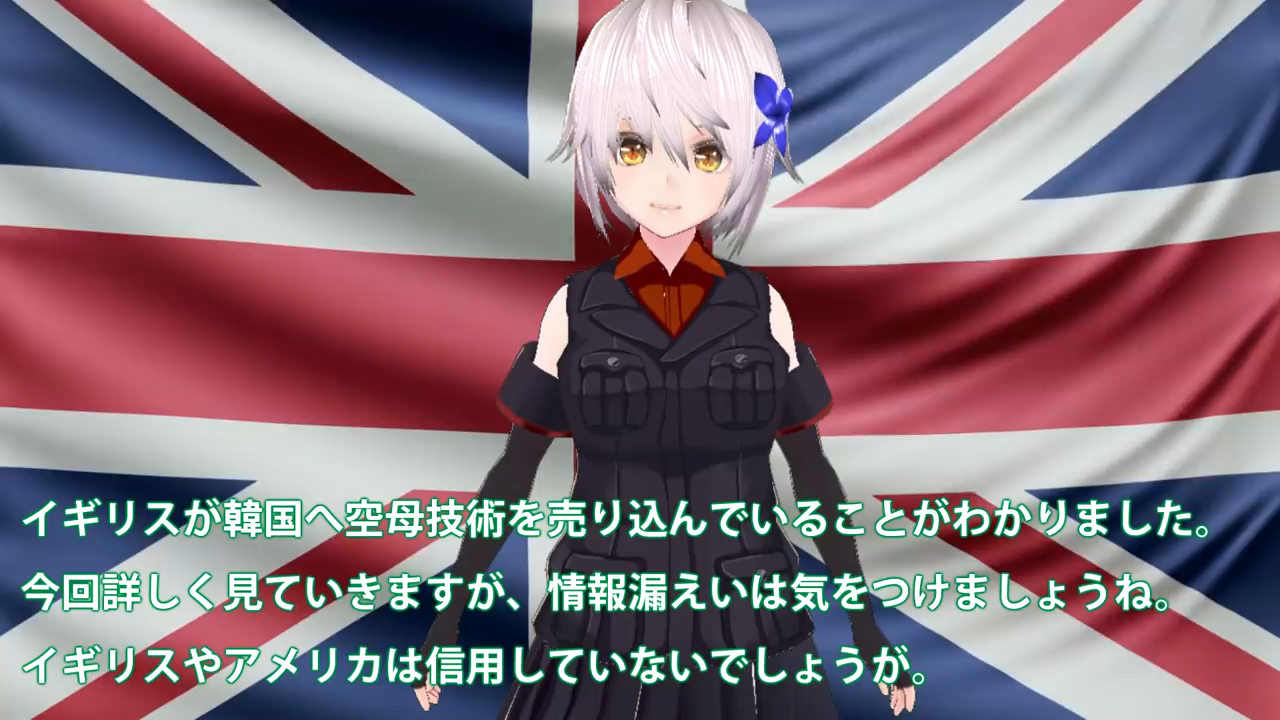 イギリスが韓国へ空母技術を売り込んでいることがわかりました。
今回詳しく見ていきますが、情報漏えいは気をつけましょうね。
イギリスやアメリカは信用していないでしょうが。